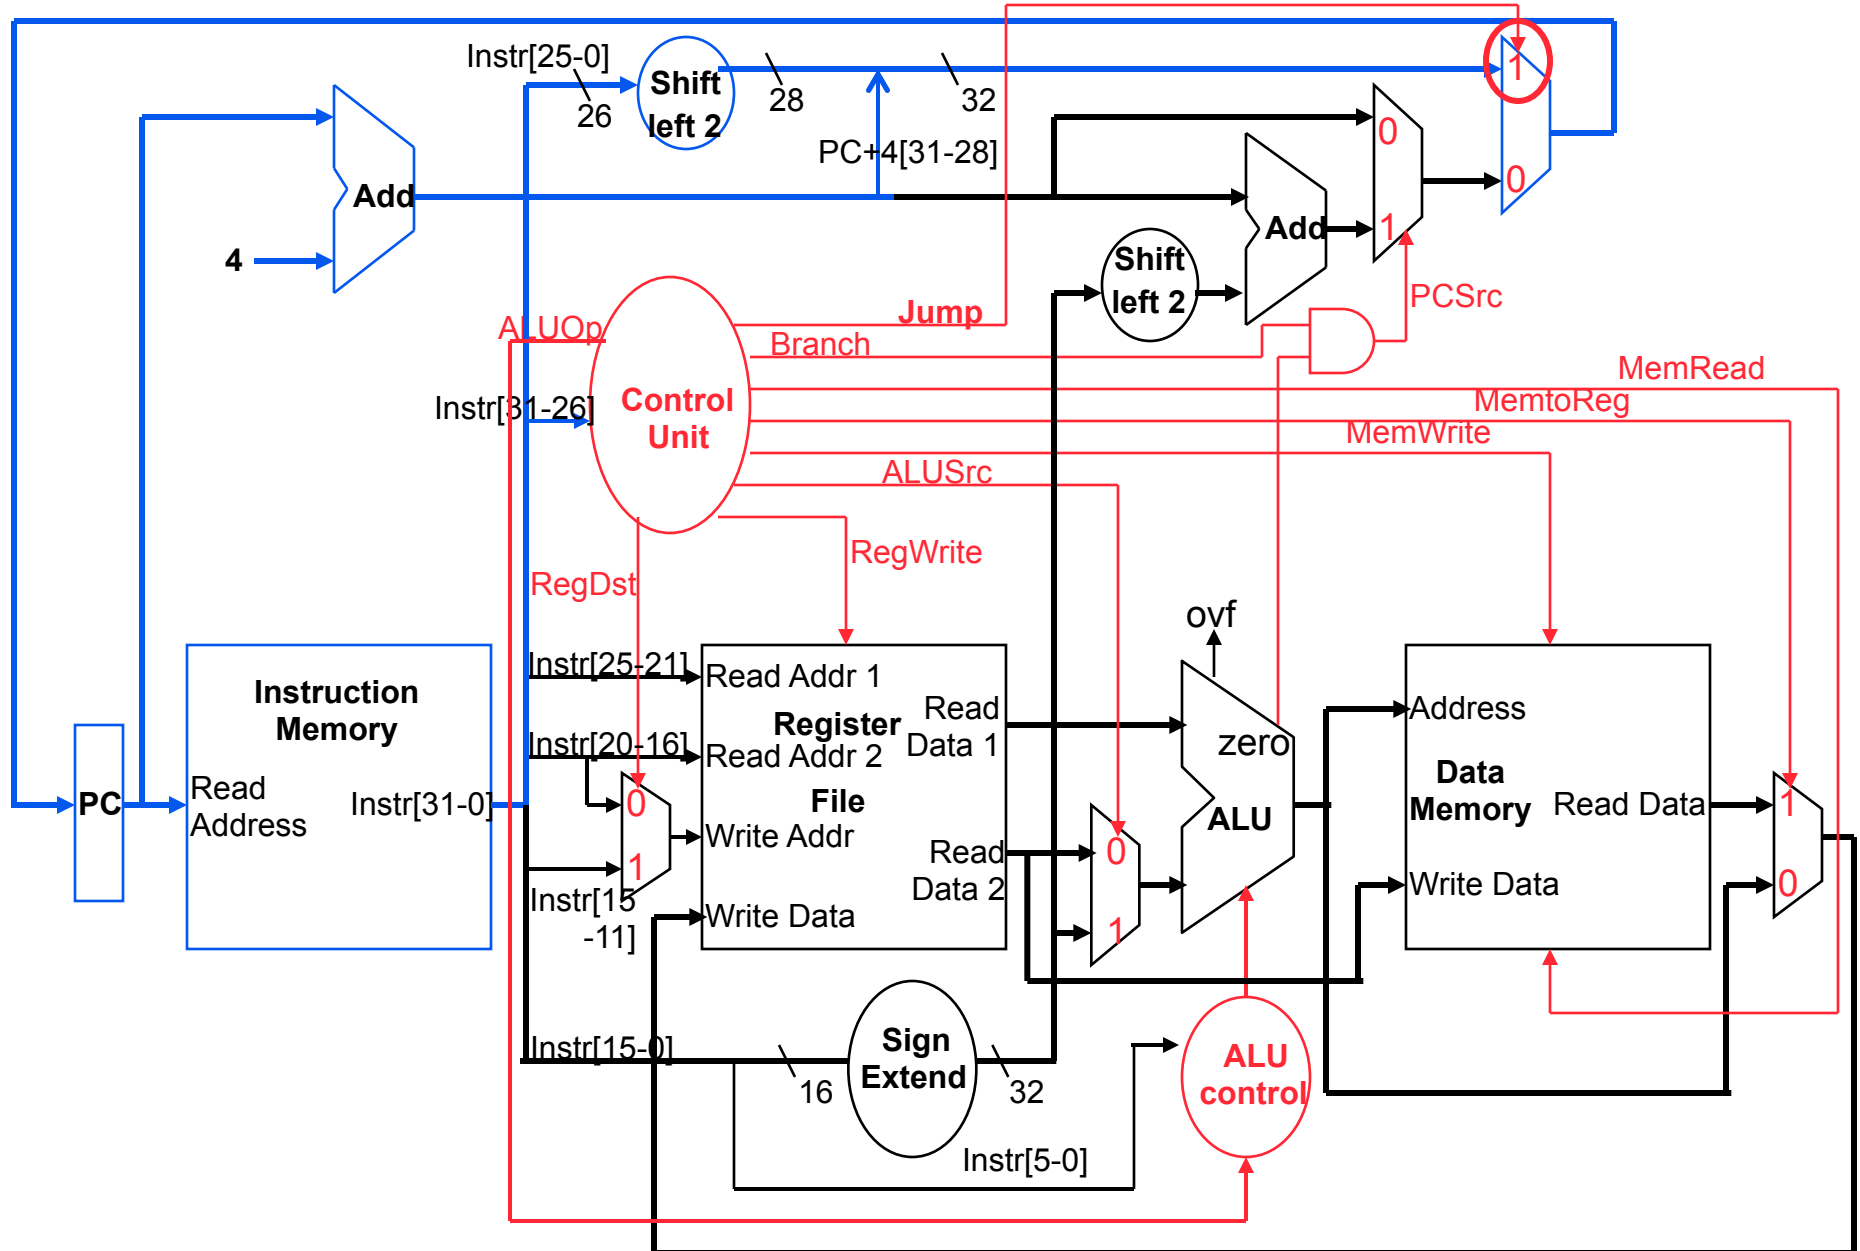 Instr[25-0]
26
Shift
left 2
28
32
1
PC+4[31-28]
0
Add
4
0
1
Add
Shift
left 2
PCSrc
Jump
ALUOp
Branch
MemRead
Instr[31-26]
Control
Unit
MemtoReg
MemWrite
ALUSrc
RegWrite
RegDst
ovf
Instr[25-21]
Read Addr 1
Instruction
Memory
Register
Read
Data 1
Address
Instr[20-16]
Read Addr 2
zero
Data
Memory
PC
Read
Address
Instr[31-0]
0
File
ALU
Read Data
1
Write Addr
Read
Data 2
0
1
Instr[15
-11]
Write Data
1
Write Data
0
Instr[15-0]
16
Sign
Extend
32
ALU
control
Instr[5-0]